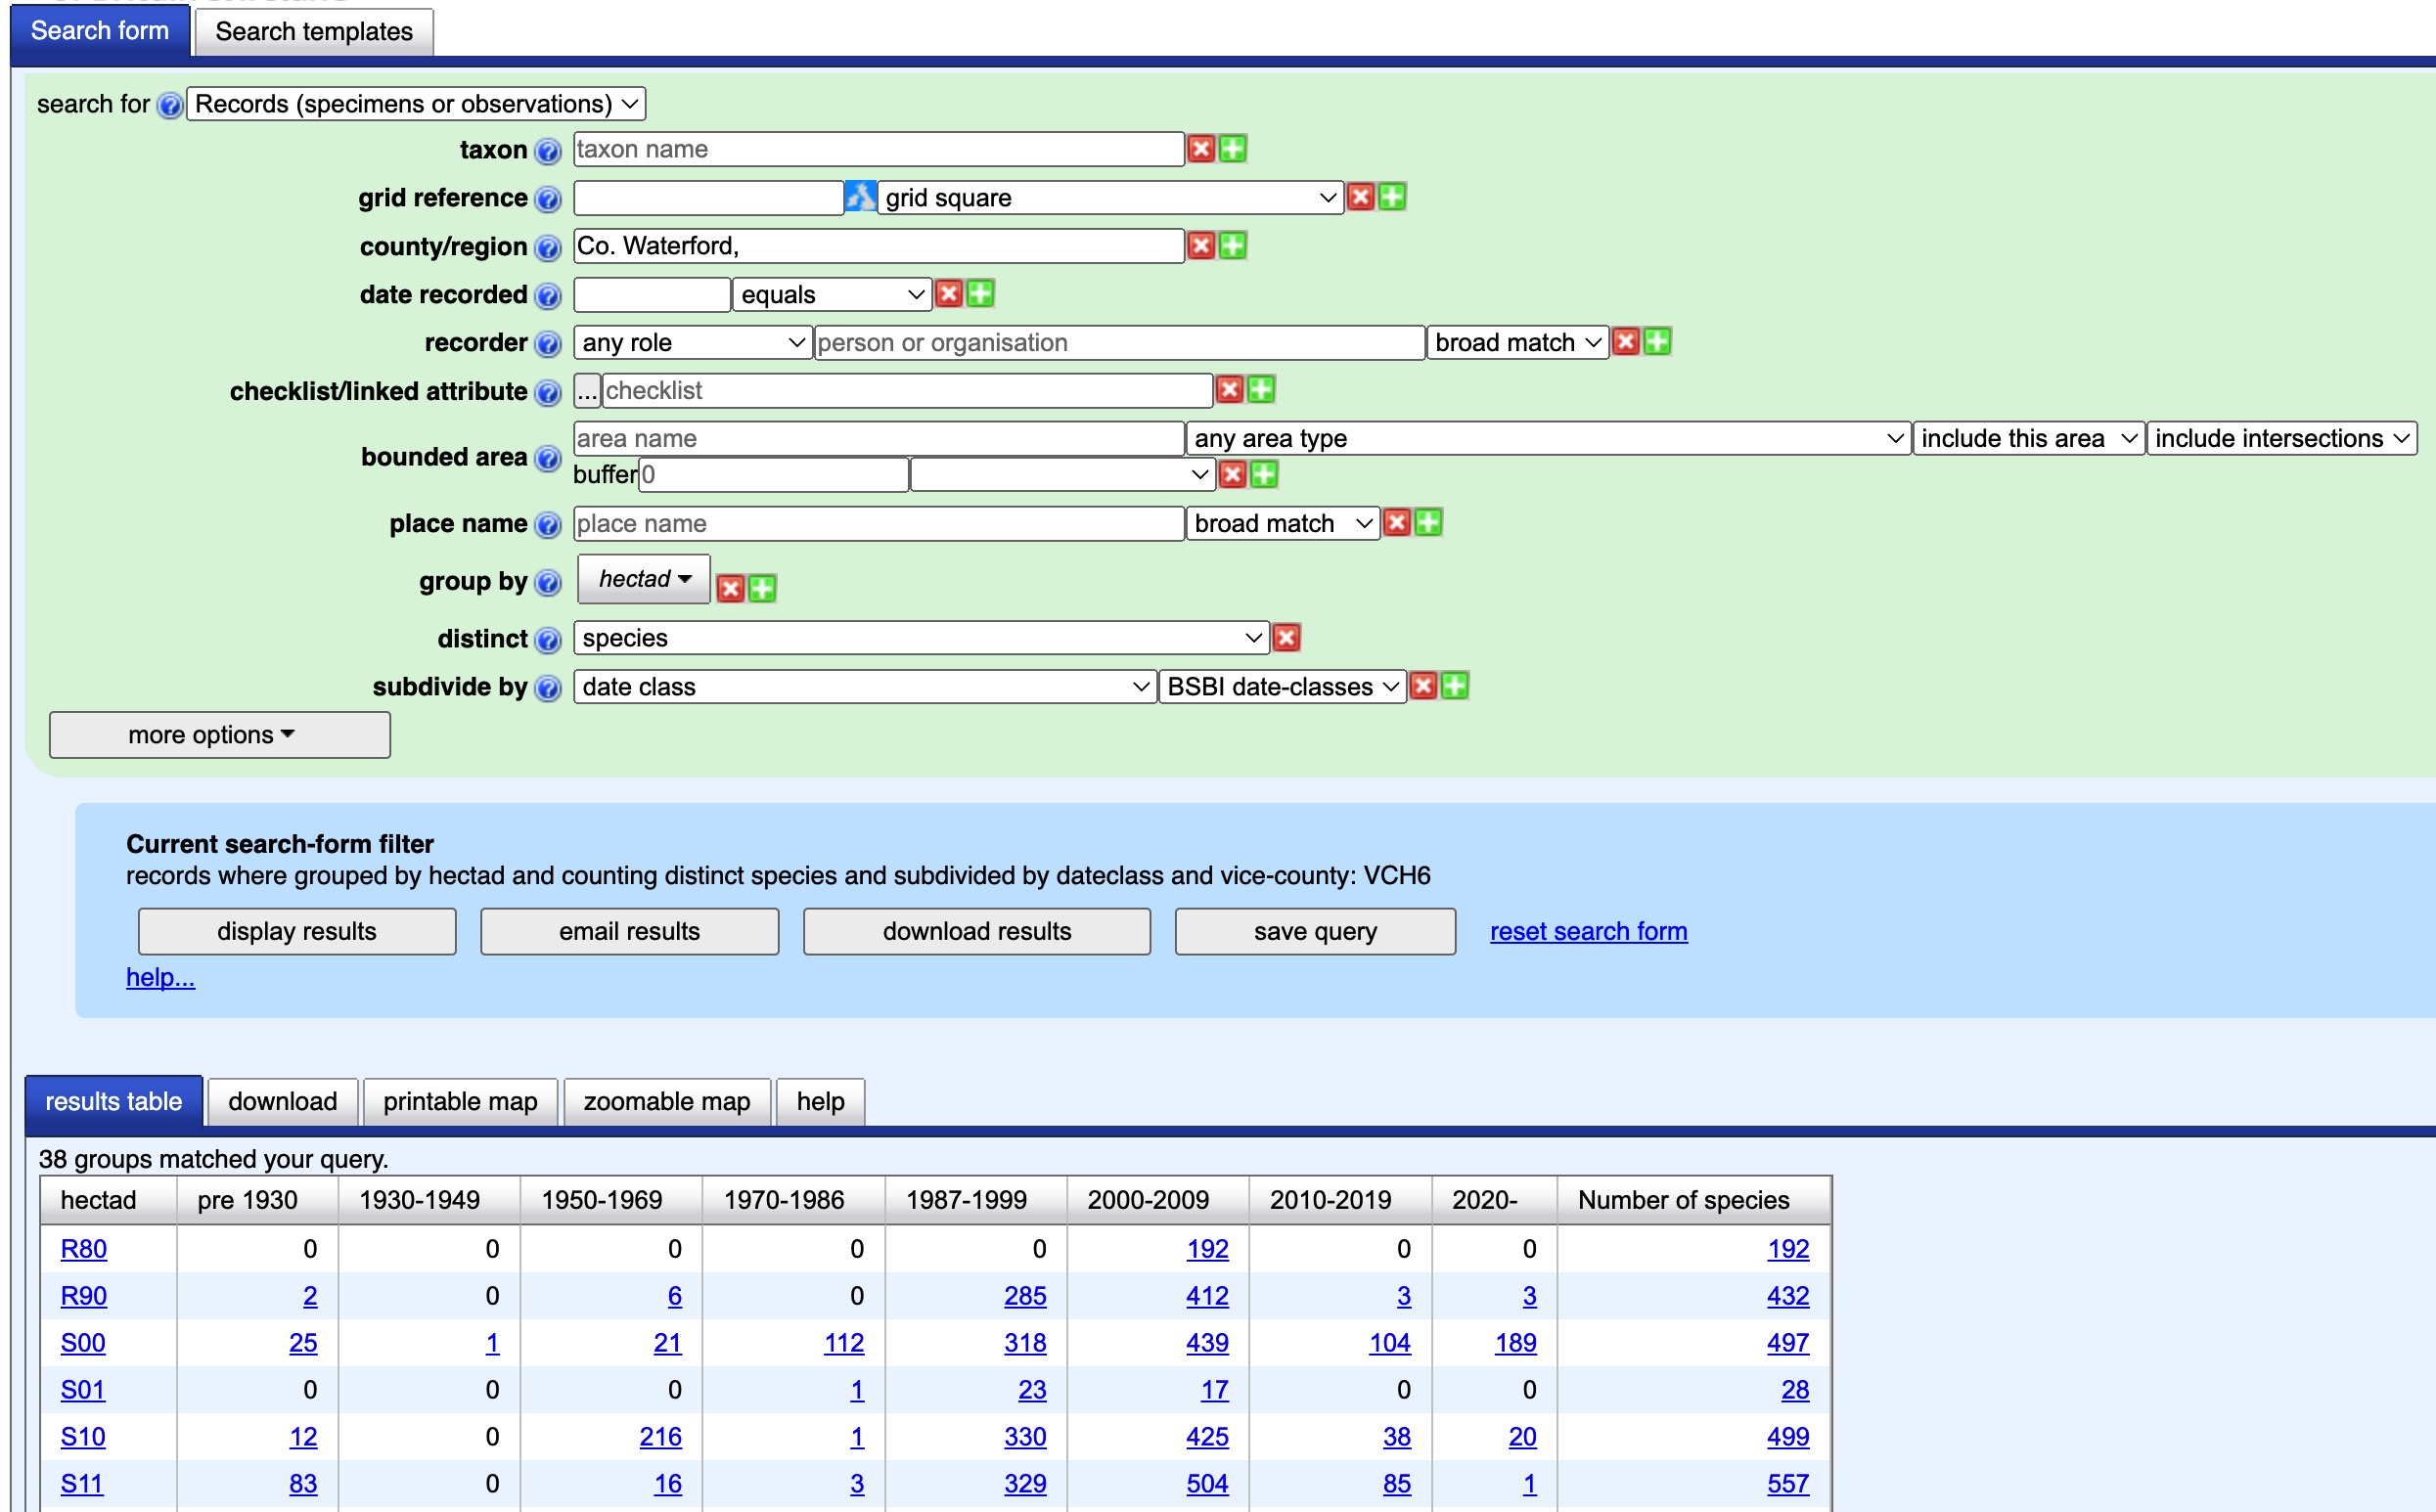 Search form Search templates
search for Records (specimens or observations)
taxon taxon name
grid reference grid square
county/region Co. Waterford,
date recorded equals
recorder any role person or organisation broad match
checklist/linked attribute ... checklist
bounded area area name any area type include this area include intersections
buffer 0
place name place name broad match
group by hectad
distinct species
subdivide by date class BSBI date-classes
more options
Current search-form filter
records where grouped by hectad and counting distinct species and subdivided by dateclass and vice-county: VCH6
display results email results download results save query reset search form
help...
results table download printable map zoomable map help
38 groups matched your query.
hectad pre 1930 1930-1949 1950-1969 1970-1986 1987-1999 2000-2009 2010-2019 2020- Number of species
R80 0 0 0 0 0 192 0 0 192
R90 2 0 6 0 285 412 3 3 432
S00 25 1 21 112 318 439 104 189 497
S01 0 0 0 1 23 17 0 0 28
S10 12 0 216 1 330 425 38 20 499
S11 83 0 16 3 329 504 85 1 557